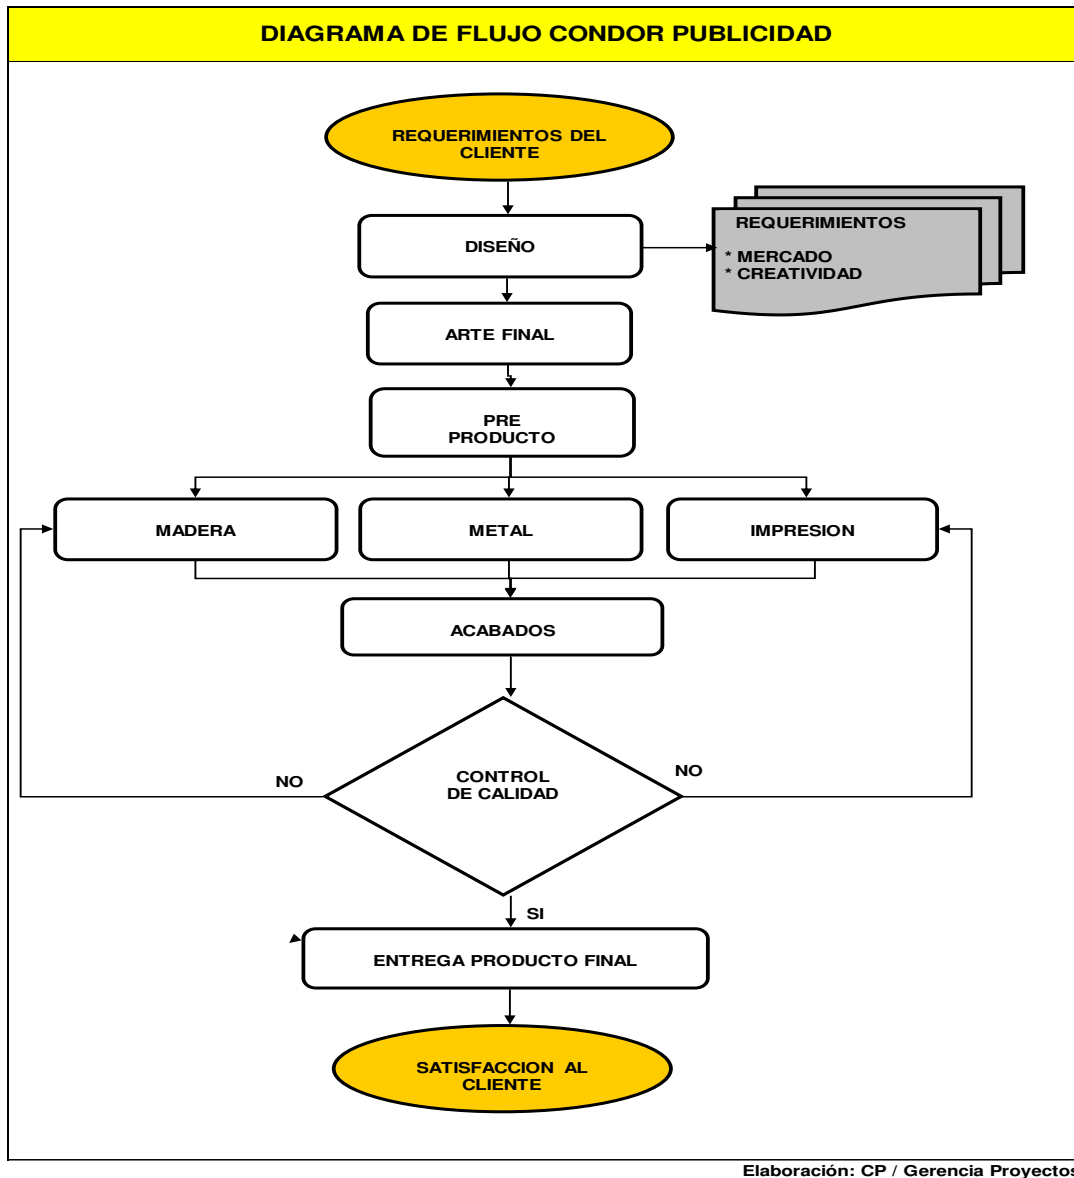 DIAGRAMA DE FLUJO CONDOR PUBLICIDAD
REQUERIMIENTOS DEL
CLIENTE
DISEÑO
REQUERIMIENTOS
* MERCADO
* CREATIVIDAD
ARTE FINAL
PRE
PRODUCTO
MADERA
METAL
IMPRESION
ACABADOS
NO
CONTROL
DE CALIDAD
NO
SI
ENTREGA PRODUCTO FINAL
SATISFACCION AL
CLIENTE
Elaboración: CP / Gerencia Proyectos